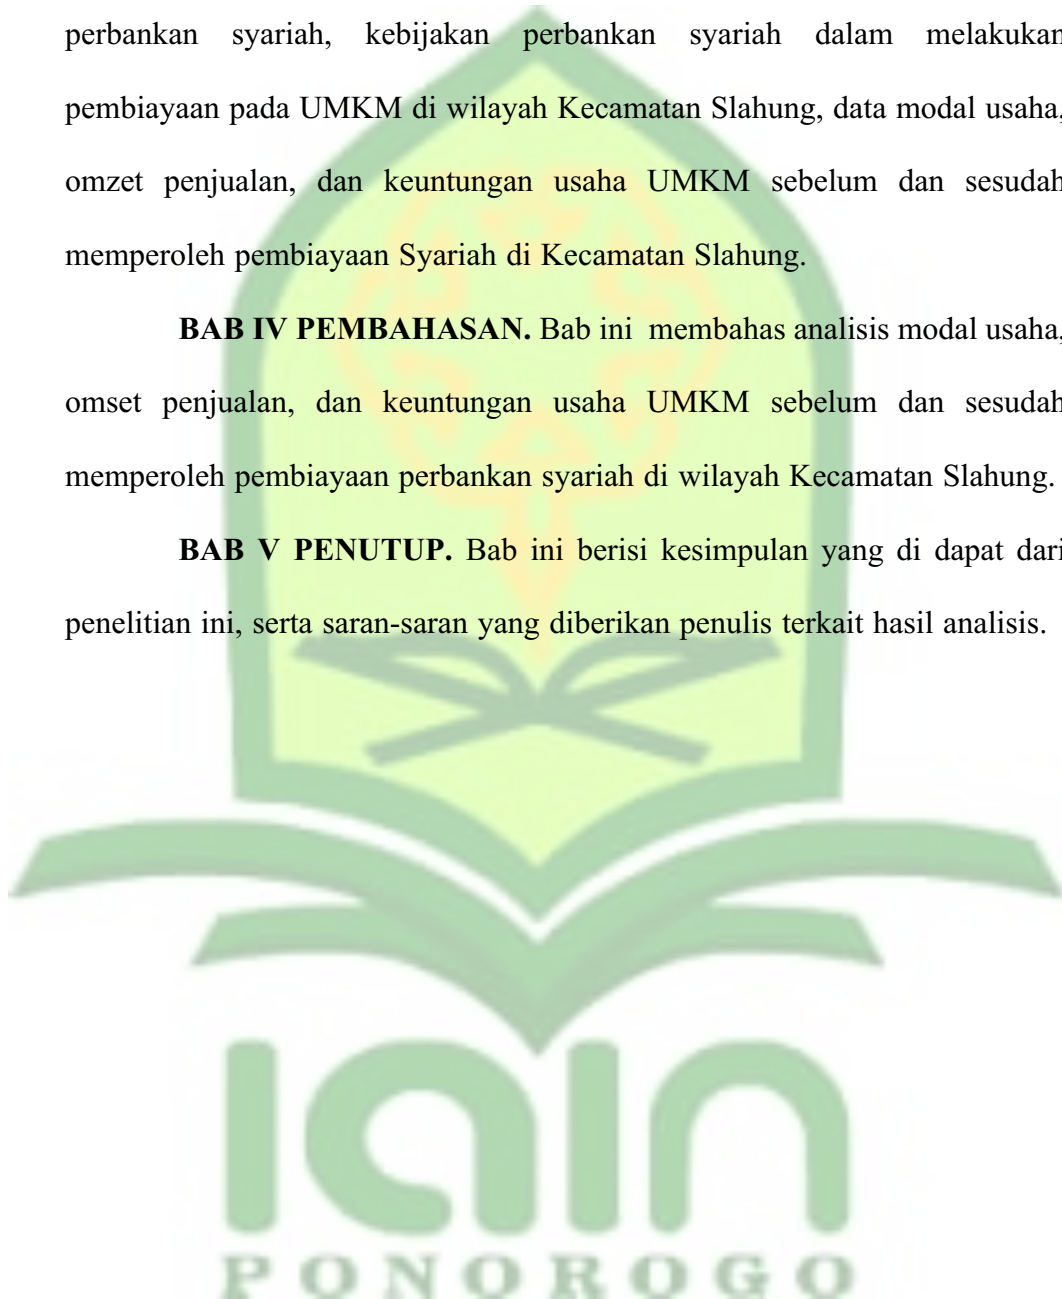 perbankan syariah, kebijakan perbankan syariah dalam melakukan
pembiayaan pada UMKM di wilayah Kecamatan Slahung, data modal usaha,
omzet penjualan, dan keuntungan usaha UMKM sebelum dan sesudah
memperoleh pembiayaan Syariah di Kecamatan Slahung.
BAB IV PEMBAHASAN. Bab ini membahas analisis modal usaha,
omset penjualan, dan keuntungan usaha UMKM sebelum dan sesudah
memperoleh pembiayaan perbankan syariah di wilayah Kecamatan Slahung.
BAB V PENUTUP. Bab ini berisi kesimpulan yang di dapat dari
penelitian ini, serta saran-saran yang diberikan penulis terkait hasil analisis.
iain
PONOROGO